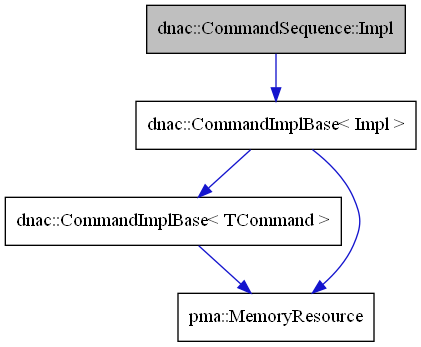 dnac::CommandSequence::Impl
dnac::CommandImplBase< Impl >
dnac::CommandImplBase< TCommand >
pma::MemoryResource